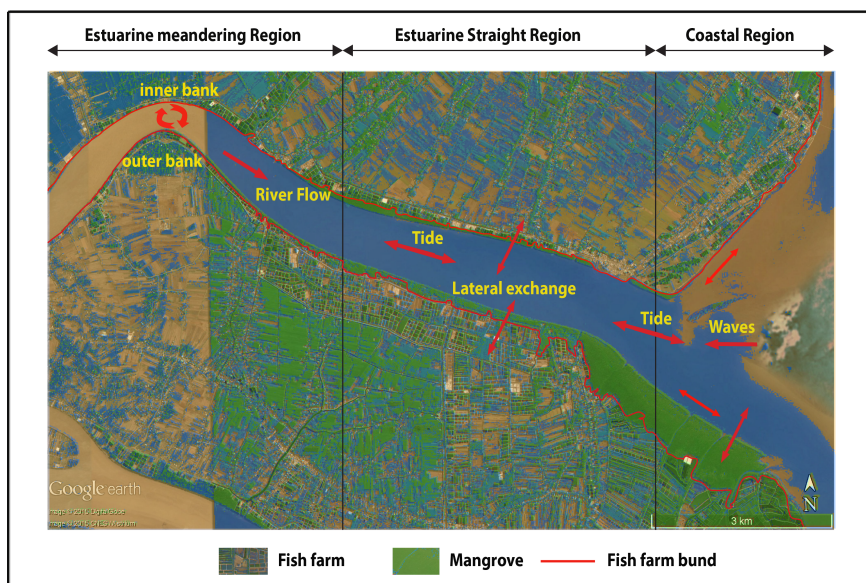 Estuarine meandering Region
Estuarine Straight Region
Coastal Region
inner bank
outer bank
River Flow
Tide
Lateral exchange
Tide
Waves
Google earth
N
3 km
Fish farm
Mangrove
Fish farm bund